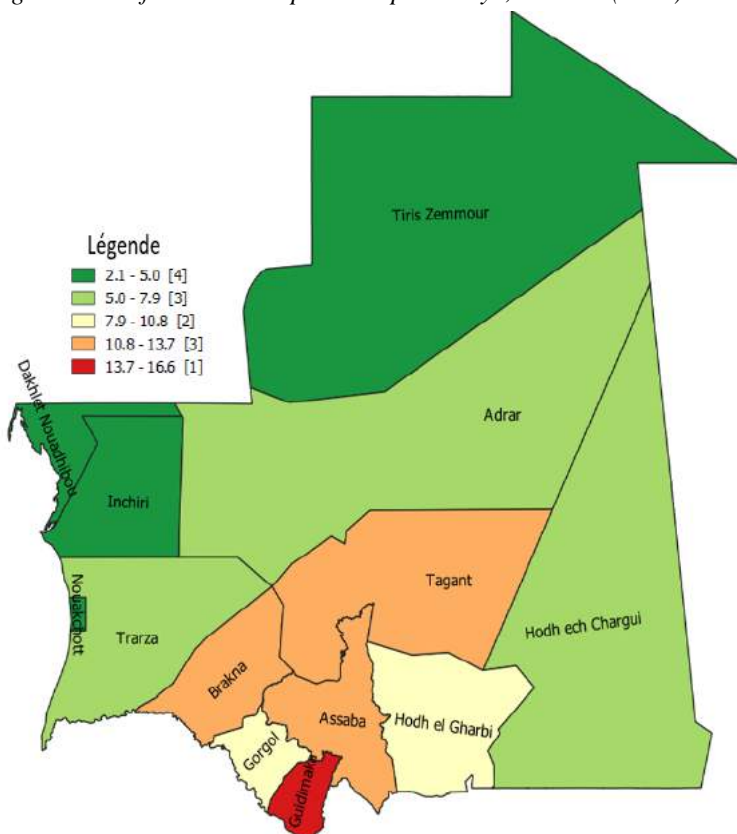 Tiris Zemmour
Légende
2.1 - 5.0 [4]
5.0 - 7.9 [3]
7.9 - 10.8 [2]
10.8 - 13.7 [3]
13.7 - 16.6 [1]
Dakhlet Nouadhibou
Adrar
Inchiri
Nouakchott
Trarza
Tagant
Hodh ech Chargui
Brakna
Assaba
Hodh el Gharbi
Gorgol
Guidimaka